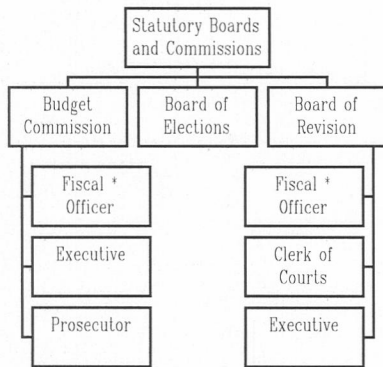 Statutory Boards
and Commissions
Budget
Commission
Board of
Elections
Board of
Revision
Fiscal *
Officer
Executive
Prosecutor
Fiscal *
Officer
Clerk of
Courts
Executive